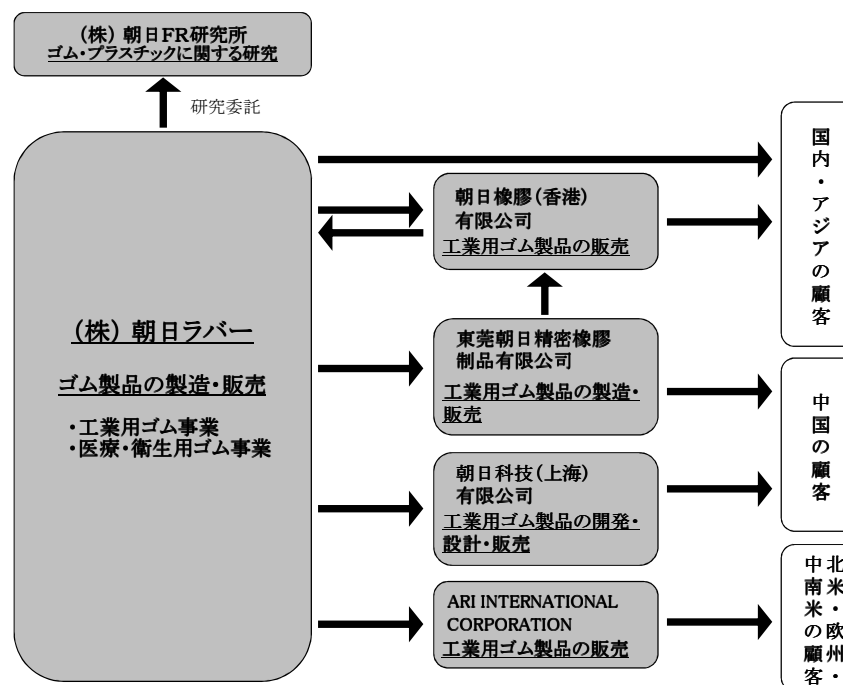 (株) 朝日FR研究所
ゴム・プラスチックに関する研究
研究委託
(株) 朝日ラバー
ゴム製品の製造・販売
・工業用ゴム事業
・医療・衛生用ゴム事業
朝日橡膠(香港)
有限公司
工業用ゴム製品の販売
東莞朝日精密橡膠
制品有限公司
工業用ゴム製品の製造・
販売
朝日科技(上海)
有限公司
工業用ゴム製品の開発・
設計・販売
ARI INTERNATIONAL
CORPORATION
工業用ゴム製品の販売
国内・アジアの顧客
中国の顧客
北米・欧州・
中南米の顧客